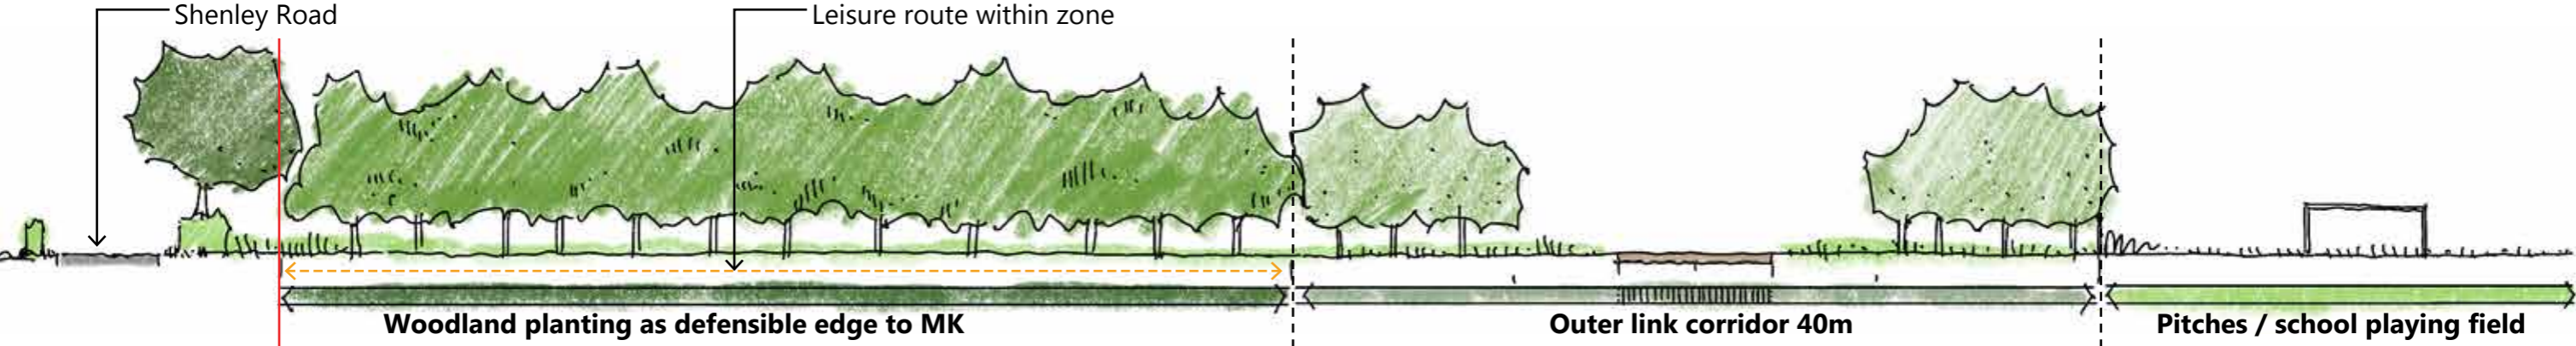 Shenley Road
Leisure route within zone
Woodland planting as defensible edge to MK
Outer link corridor 40m
Pitches / school playing field